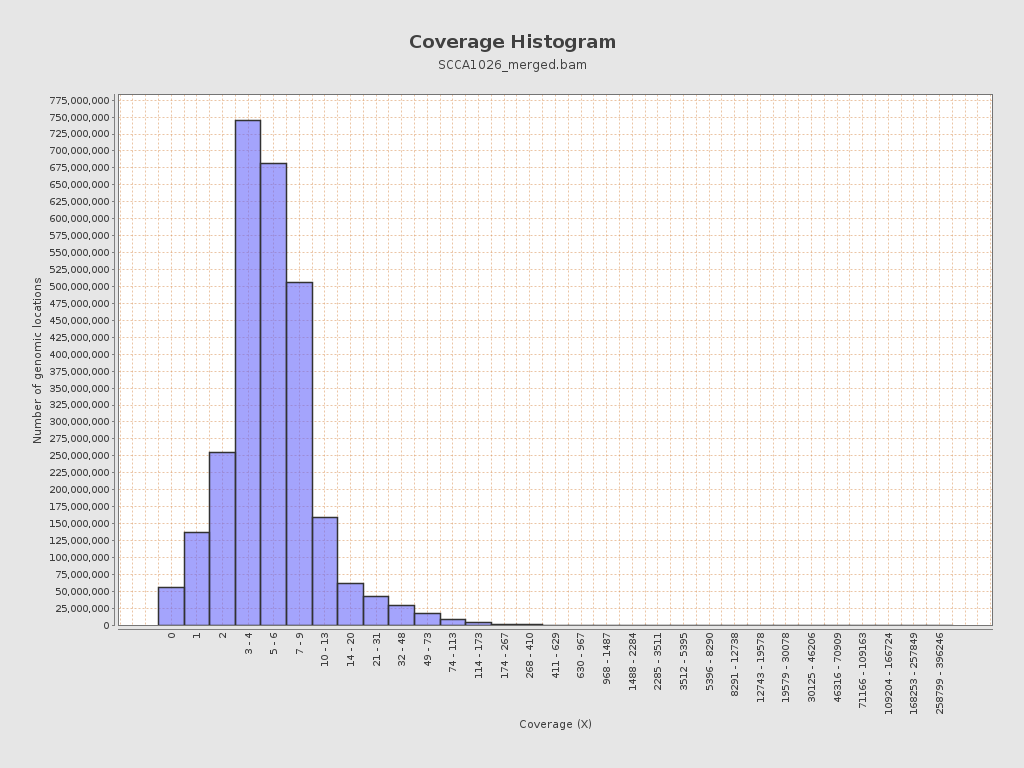 Coverage Histogram
SCCA1026_merged.bam
Number of genomic locations
775,000,000
750,000,000
725,000,000
700,000,000
675,000,000
650,000,000
625,000,000
600,000,000
575,000,000
550,000,000
525,000,000
500,000,000
475,000,000
450,000,000
425,000,000
400,000,000
375,000,000
350,000,000
325,000,000
300,000,000
275,000,000
250,000,000
225,000,000
200,000,000
175,000,000
150,000,000
125,000,000
100,000,000
75,000,000
50,000,000
25,000,000
0
0
1
2
3 - 4
5 - 6
7 - 9
10 - 13
14 - 20
21 - 31
32 - 48
49 - 73
74 - 113
114 - 173
174 - 267
268 - 410
411 - 629
630 - 967
968 - 1487
1488 - 2284
2285 - 3511
3512 - 5395
5396 - 8290
8291 - 12738
12743 - 19578
19579 - 30078
30125 - 46206
46316 - 70909
71166 - 109163
109204 - 166724
168253 - 257849
258799 - 396246
Coverage (X)